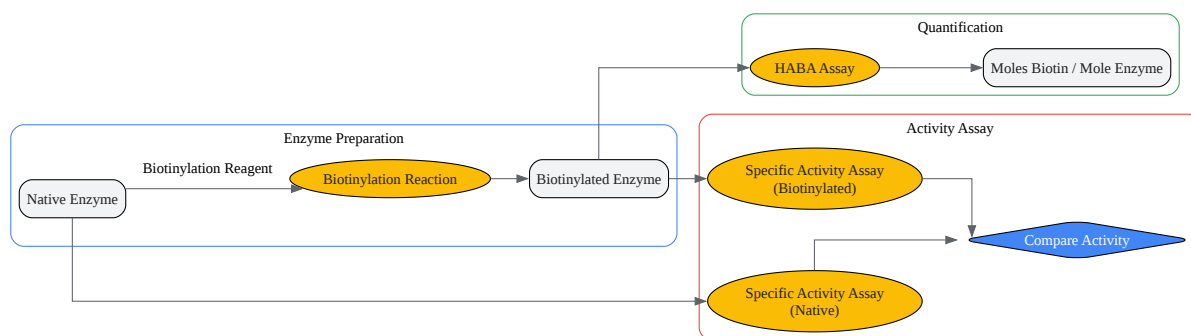 Quantification
HABA Assay
Moles Biotin / Mole Enzyme
Enzyme Preparation
Activity Assay
Biotinylation Reagent
Native Enzyme
Biotinylation Reaction
Biotinylated Enzyme
Specific Activity Assay
(Biotinylated)
Compare Activity
Specific Activity Assay
(Native)